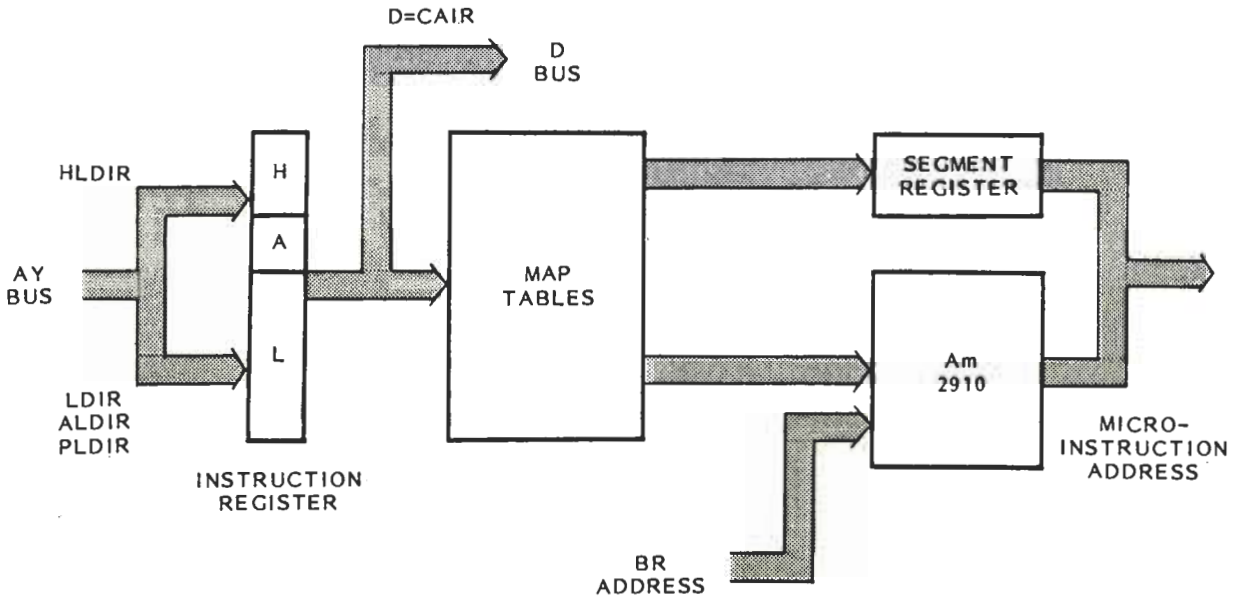 D=CAIR
D
BUS
HLDIR
H
A
L
AY
BUS
LDIR
ALDIR
PLDIR
INSTRUCTION
REGISTER
MAP
TABLES
SEGMENT
REGISTER
Am
2910
MICRO-
INSTRUCTION
ADDRESS
BR
ADDRESS